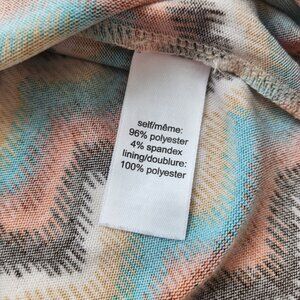 self/même:
96% polyester
4% spandex
lining/doublure:
100% polyester